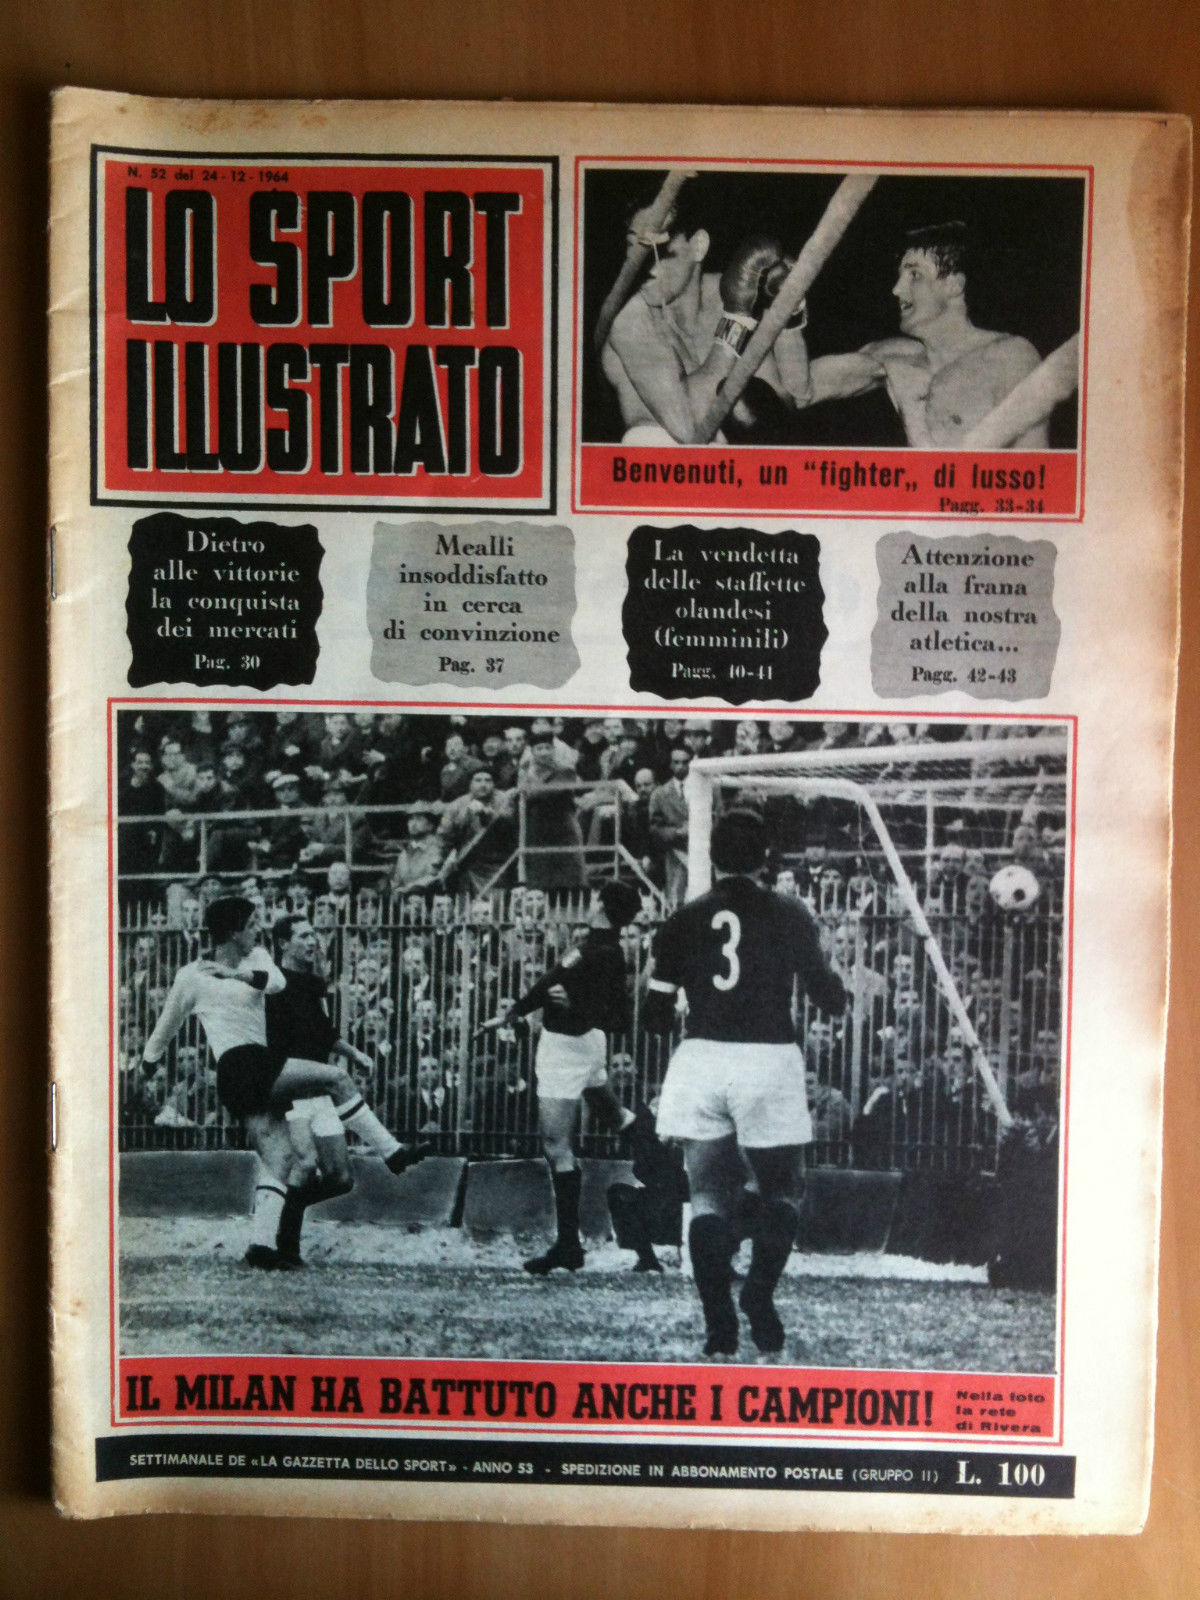 N. 52 del 24-12-1964
LO SPORT
ILLUSTRATO
Benvenuti, un "fighter„ di lusso!
Pagg. 33-34
Dietro
alle vittorie
la conquista
dei mercati
Pag. 30
Mealli
insoddisfatto
in cerca
di convinzione
Pag. 37
La vendetta
delle staffette
olandesi
(femminili)
Pagg. 40-41
Attenzione
alla frana
della nostra
atletica...
Pagg. 42-43
3
IL MILAN HA BATTUTO ANCHE I CAMPIONI!
Nella foto
la rete
di Rivera
SETTIMANALE DE «LA GAZZETTA DELLO SPORT» - ANNO 53 - SPEDIZIONE IN ABBONAMENTO POSTALE (GRUPPO II) L. 100